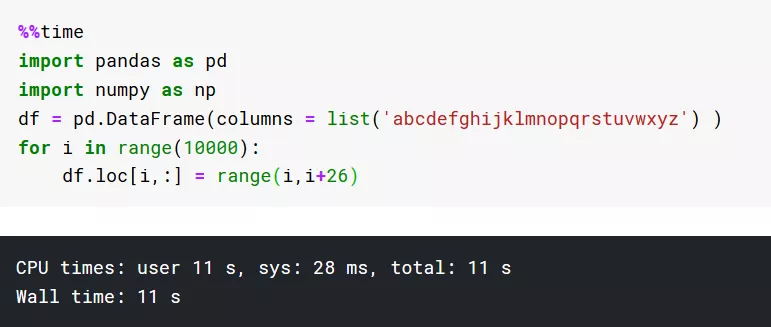 %%time
import pandas as pd
import numpy as np
df = pd.DataFrame(columns = list('abcdefghijklmnopqrstuvwxyz') )
for i in range(10000):
    df.loc[i,:] = range(i,i+26)
CPU times: user 11 s, sys: 28 ms, total: 11 s
Wall time: 11 s